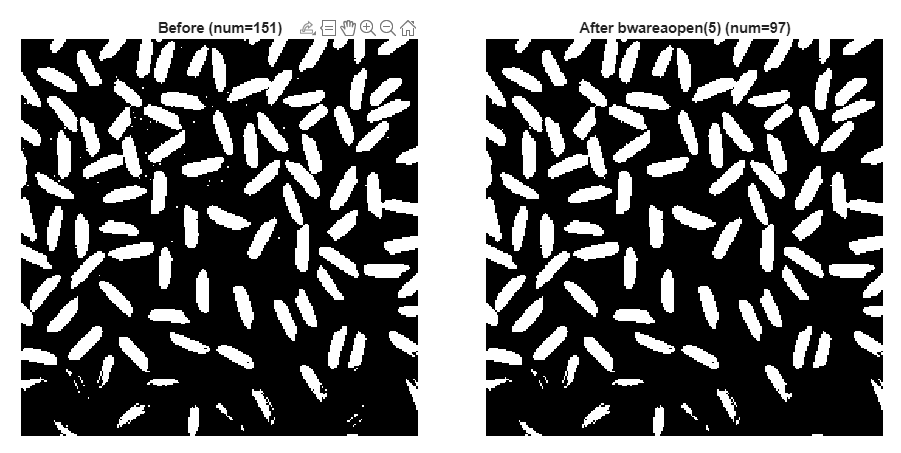 Before (num=151)
After bwareaopen(5) (num=97)